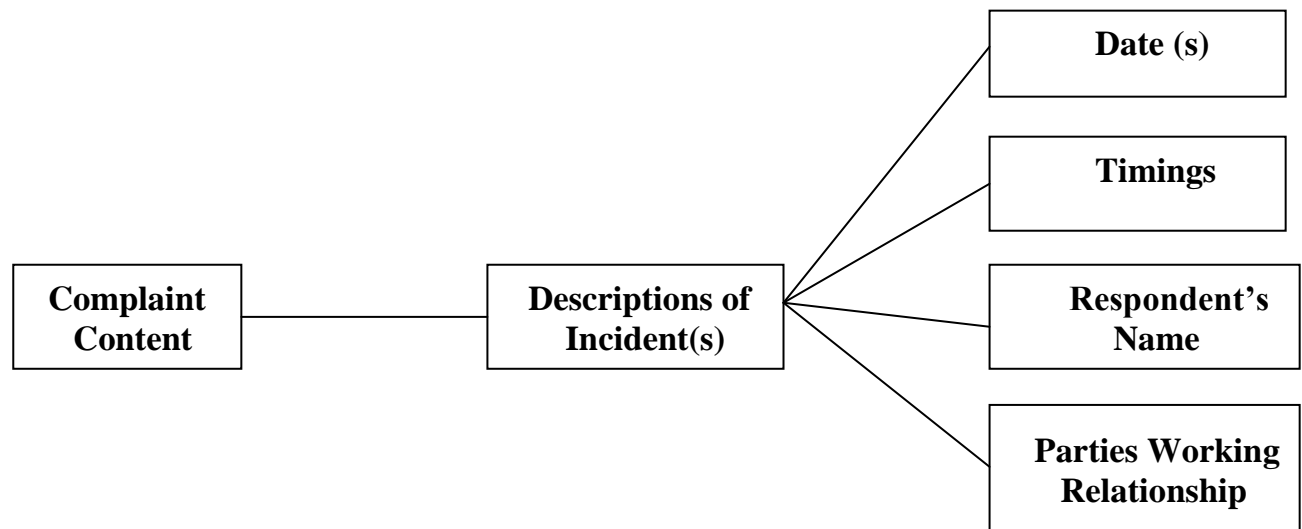 Complaint
Content
Descriptions of
Incident(s)
Date (s)
Timings
Respondent’s
Name
Parties Working
Relationship